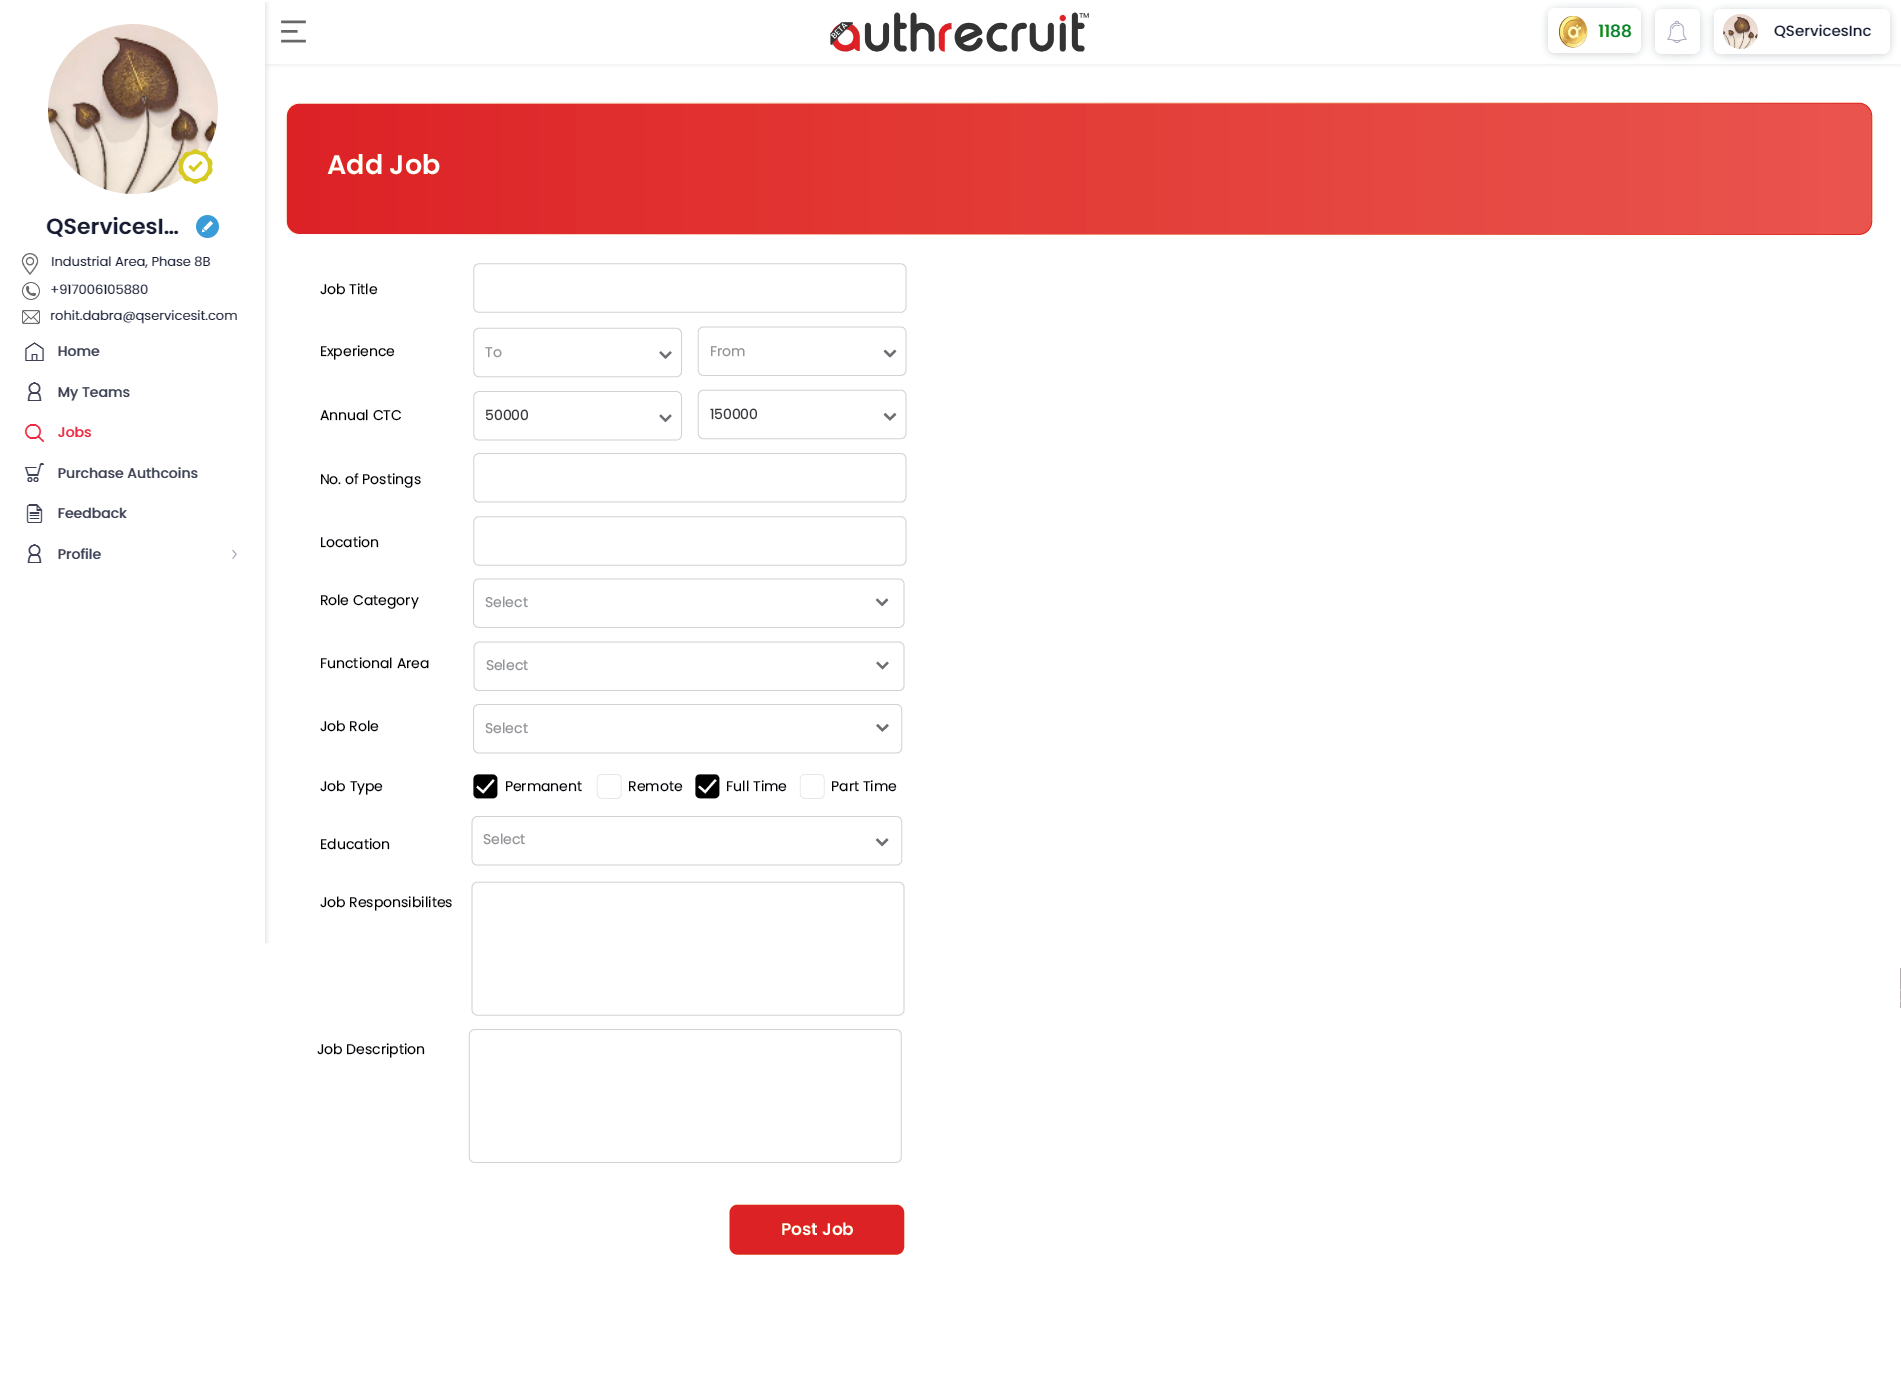 BETA
authrecruit™
1188
QServicesInc
QServicesI...
Industrial Area, Phase 8B
+917006105880
rohit.dabra@qservicesit.com
Home
My Teams
Jobs
Purchase Authcoins
Feedback
Profile
Add Job
Job Title
Experience To From
Annual CTC 50000 150000
No. of Postings
Location
Role Category Select
Functional Area Select
Job Role Select
Job Type Permanent Remote Full Time Part Time
Education Select
Job Responsibilites
Job Description
Post Job